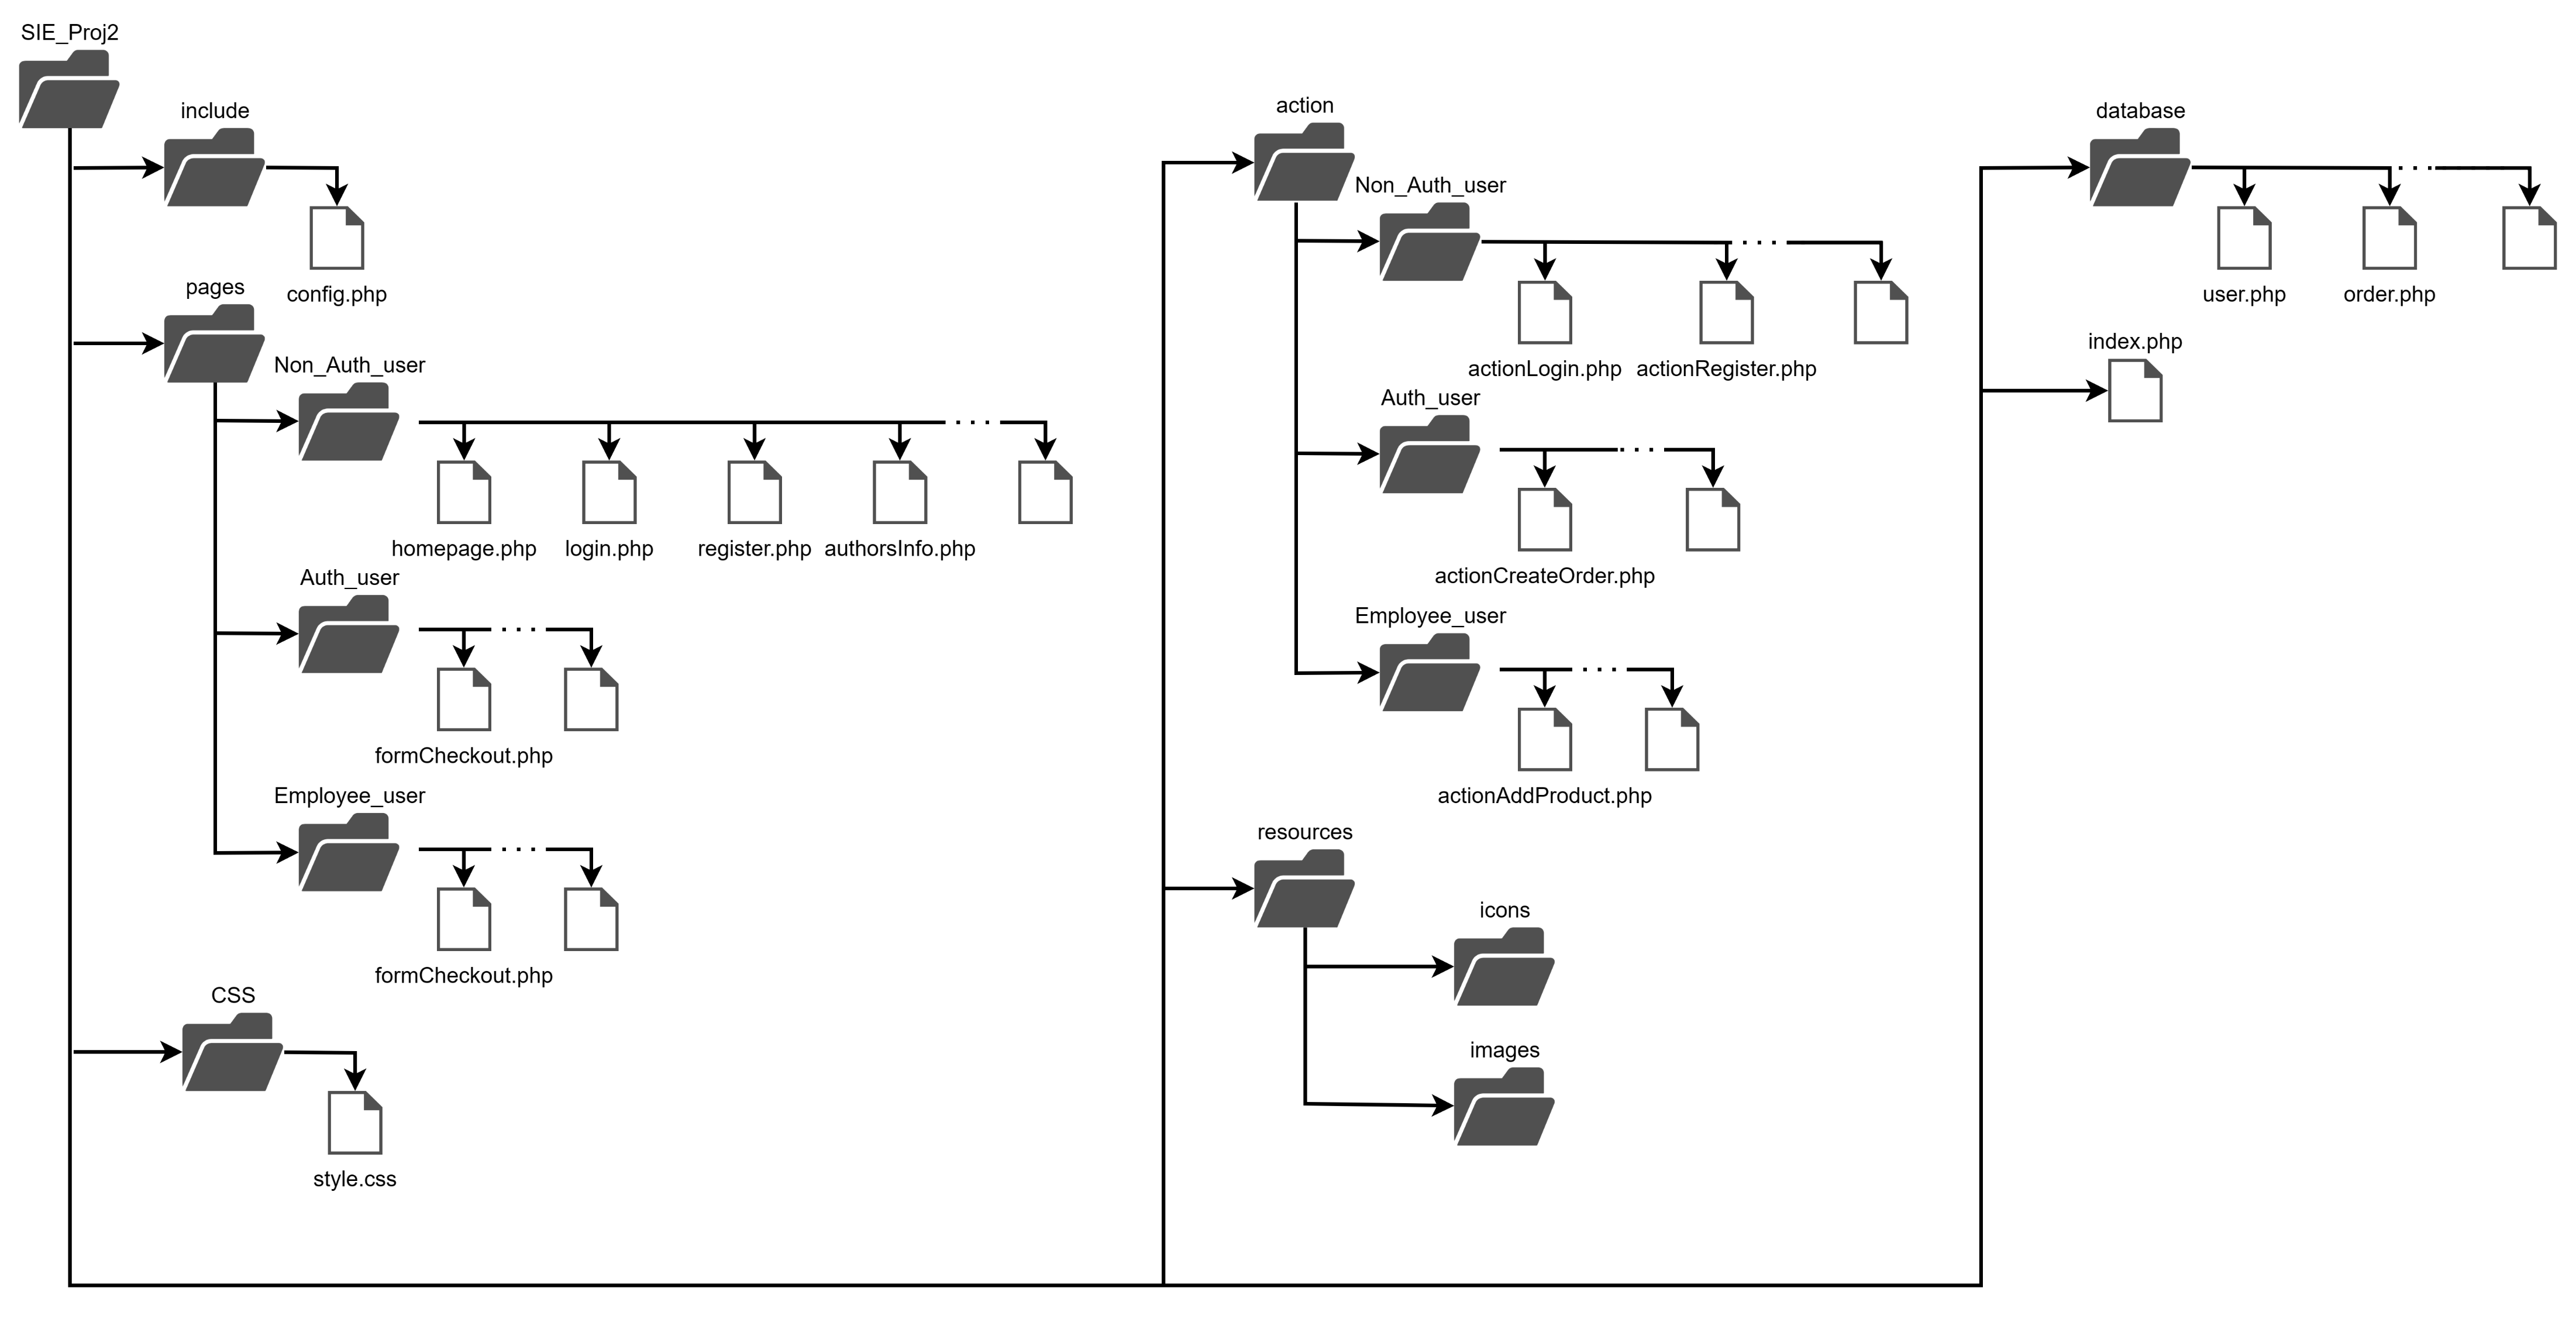 SIE_Proj2
include
config.php
pages
Non_Auth_user
homepage.php
login.php
register.php
authorsInfo.php
Auth_user
formCheckout.php
Employee_user
formCheckout.php
CSS
style.css
action
Non_Auth_user
actionLogin.php
actionRegister.php
Auth_user
actionCreateOrder.php
Employee_user
actionAddProduct.php
resources
icons
images
database
user.php
order.php
index.php